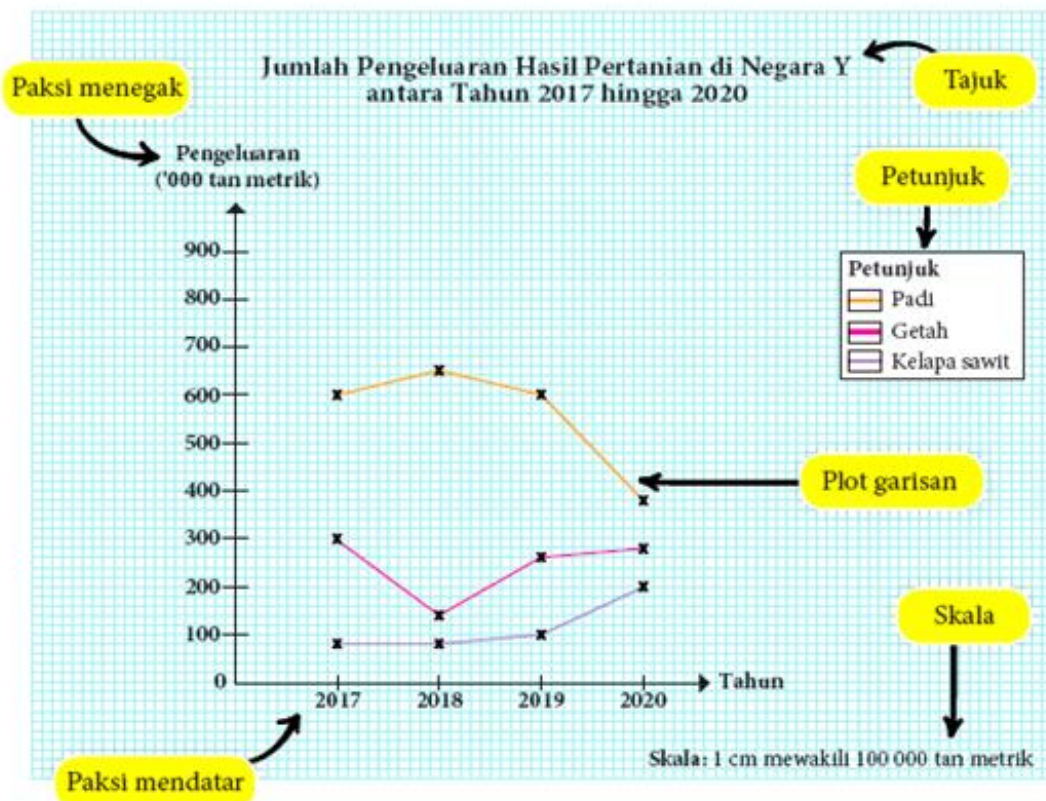 Jumlah Pengeluaran Hasil Pertanian di Negara Y
antara Tahun 2017 hingga 2020
Tajuk
Paksi menegak
Pengeluaran
('000 tan metrik)
Petunjuk
Petunjuk
Padi
Getah
Kelapa sawit
900
800
700
600
500
400
300
200
100
0
2017 2018 2019 2020
Tahun
Plot garisan
Skala
Skala: 1 cm mewakili 100 000 tan metrik
Paksi mendatar